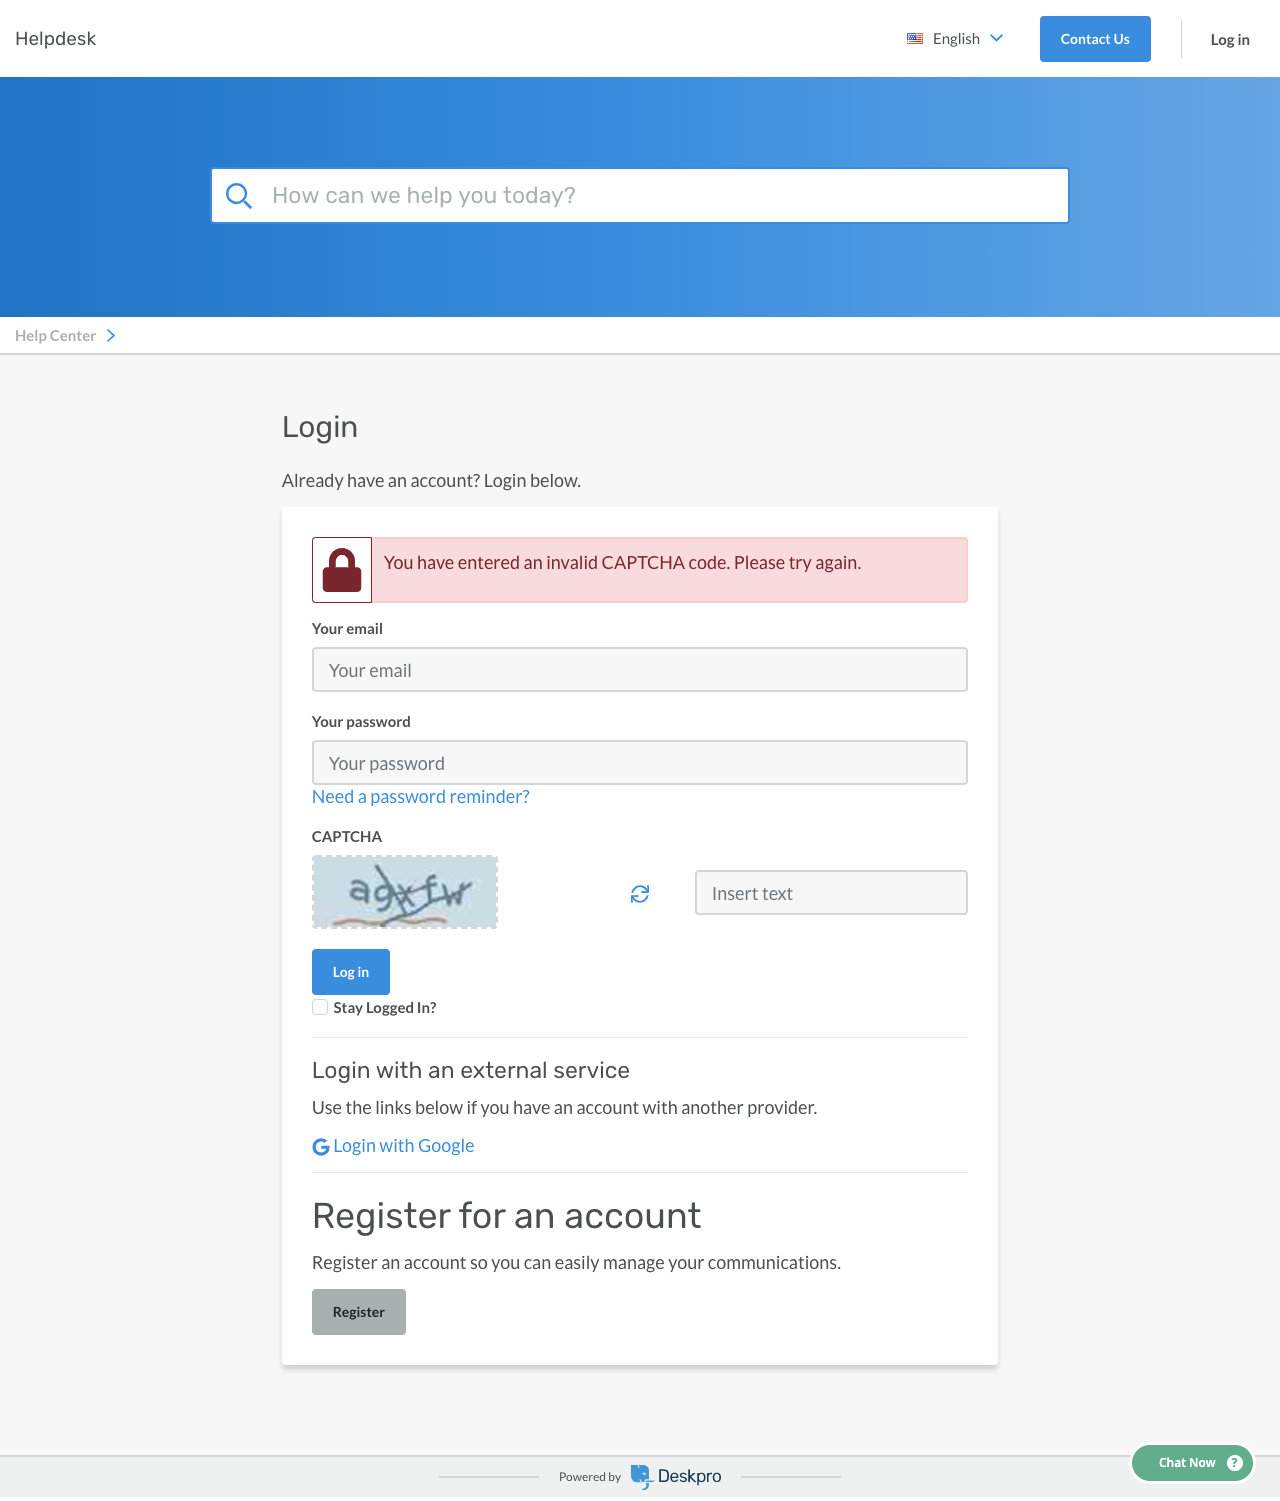 Helpdesk
English
Contact Us
Log in
How can we help you today?
Help Center
Login
Already have an account? Login below.
You have entered an invalid CAPTCHA code. Please try again.
Your email
Your email
Your password
Your password
Need a password reminder?
CAPTCHA
agxfw
Insert text
Log in
Stay Logged In?
Login with an external service
Use the links below if you have an account with another provider.
Login with Google
Register for an account
Register an account so you can easily manage your communications.
Register
Powered by Deskpro
Chat Now ?